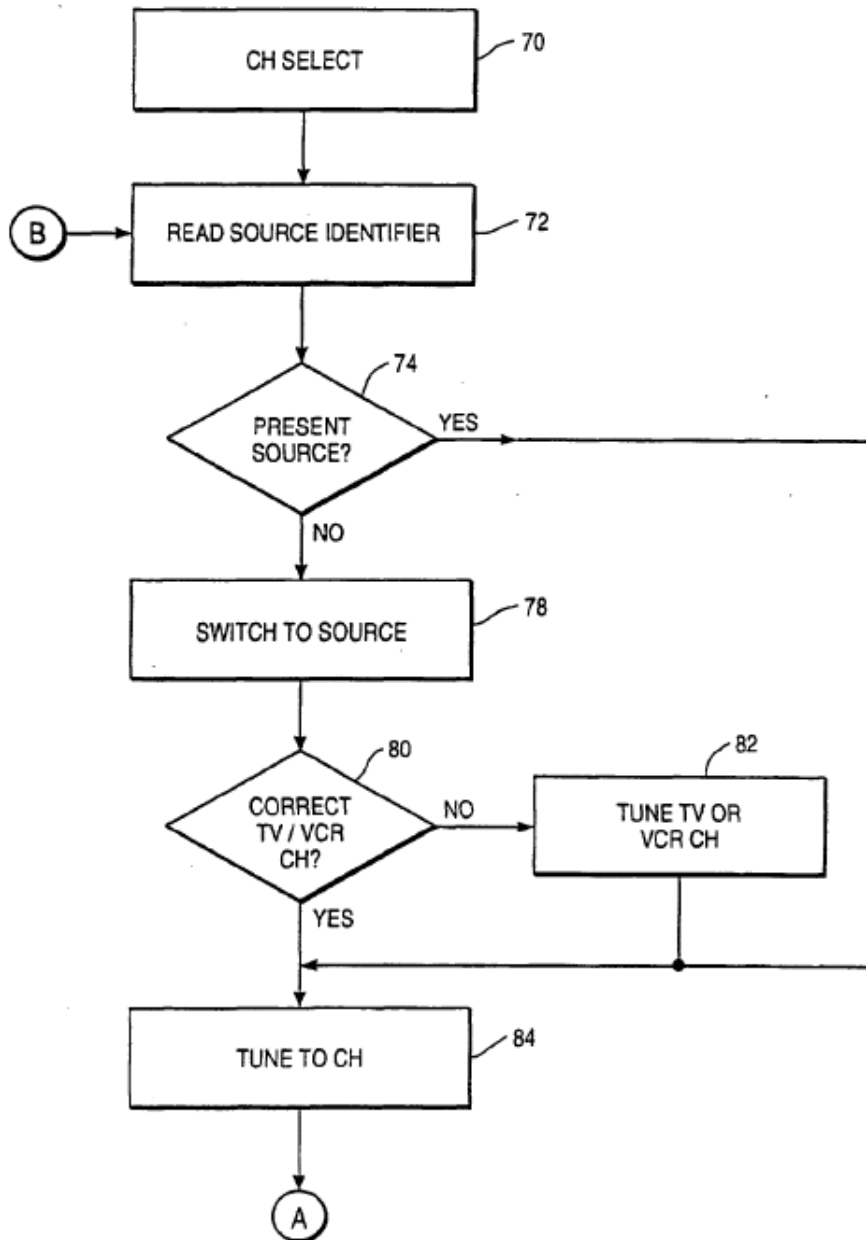 CH SELECT
70
B
READ SOURCE IDENTIFIER
72
74
PRESENT
SOURCE?
YES
NO
SWITCH TO SOURCE
78
80
CORRECT
TV / VCR
CH?
NO
82
TUNE TV OR
VCR CH
YES
TUNE TO CH
84
A